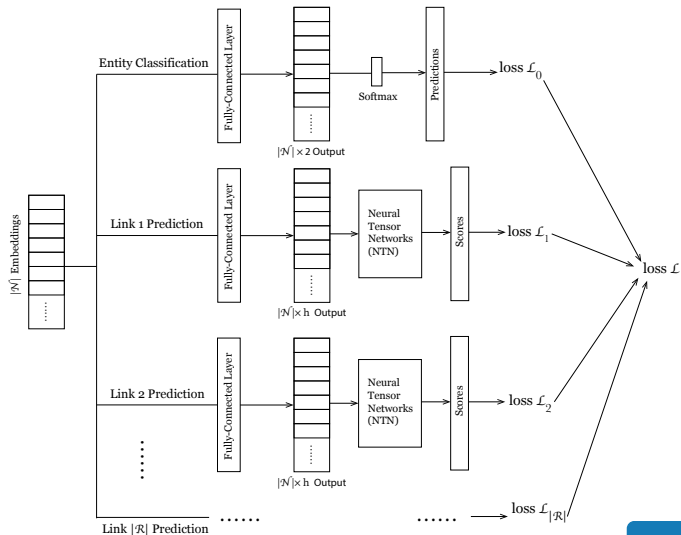 Entity Classification
Fully-Connected Layer
......
|𝒩| × 2 Output
Softmax
Predictions
loss ℒ₀
|𝒩| Embeddings
......
Link 1 Prediction
Fully-Connected Layer
......
|𝒩| × h Output
Neural
Tensor
Networks
(NTN)
Scores
loss ℒ₁
loss ℒ
Link 2 Prediction
Fully-Connected Layer
......
|𝒩| × h Output
Neural
Tensor
Networks
(NTN)
Scores
loss ℒ₂
......
Link |ℛ| Prediction
......
......
loss ℒ|ℛ|